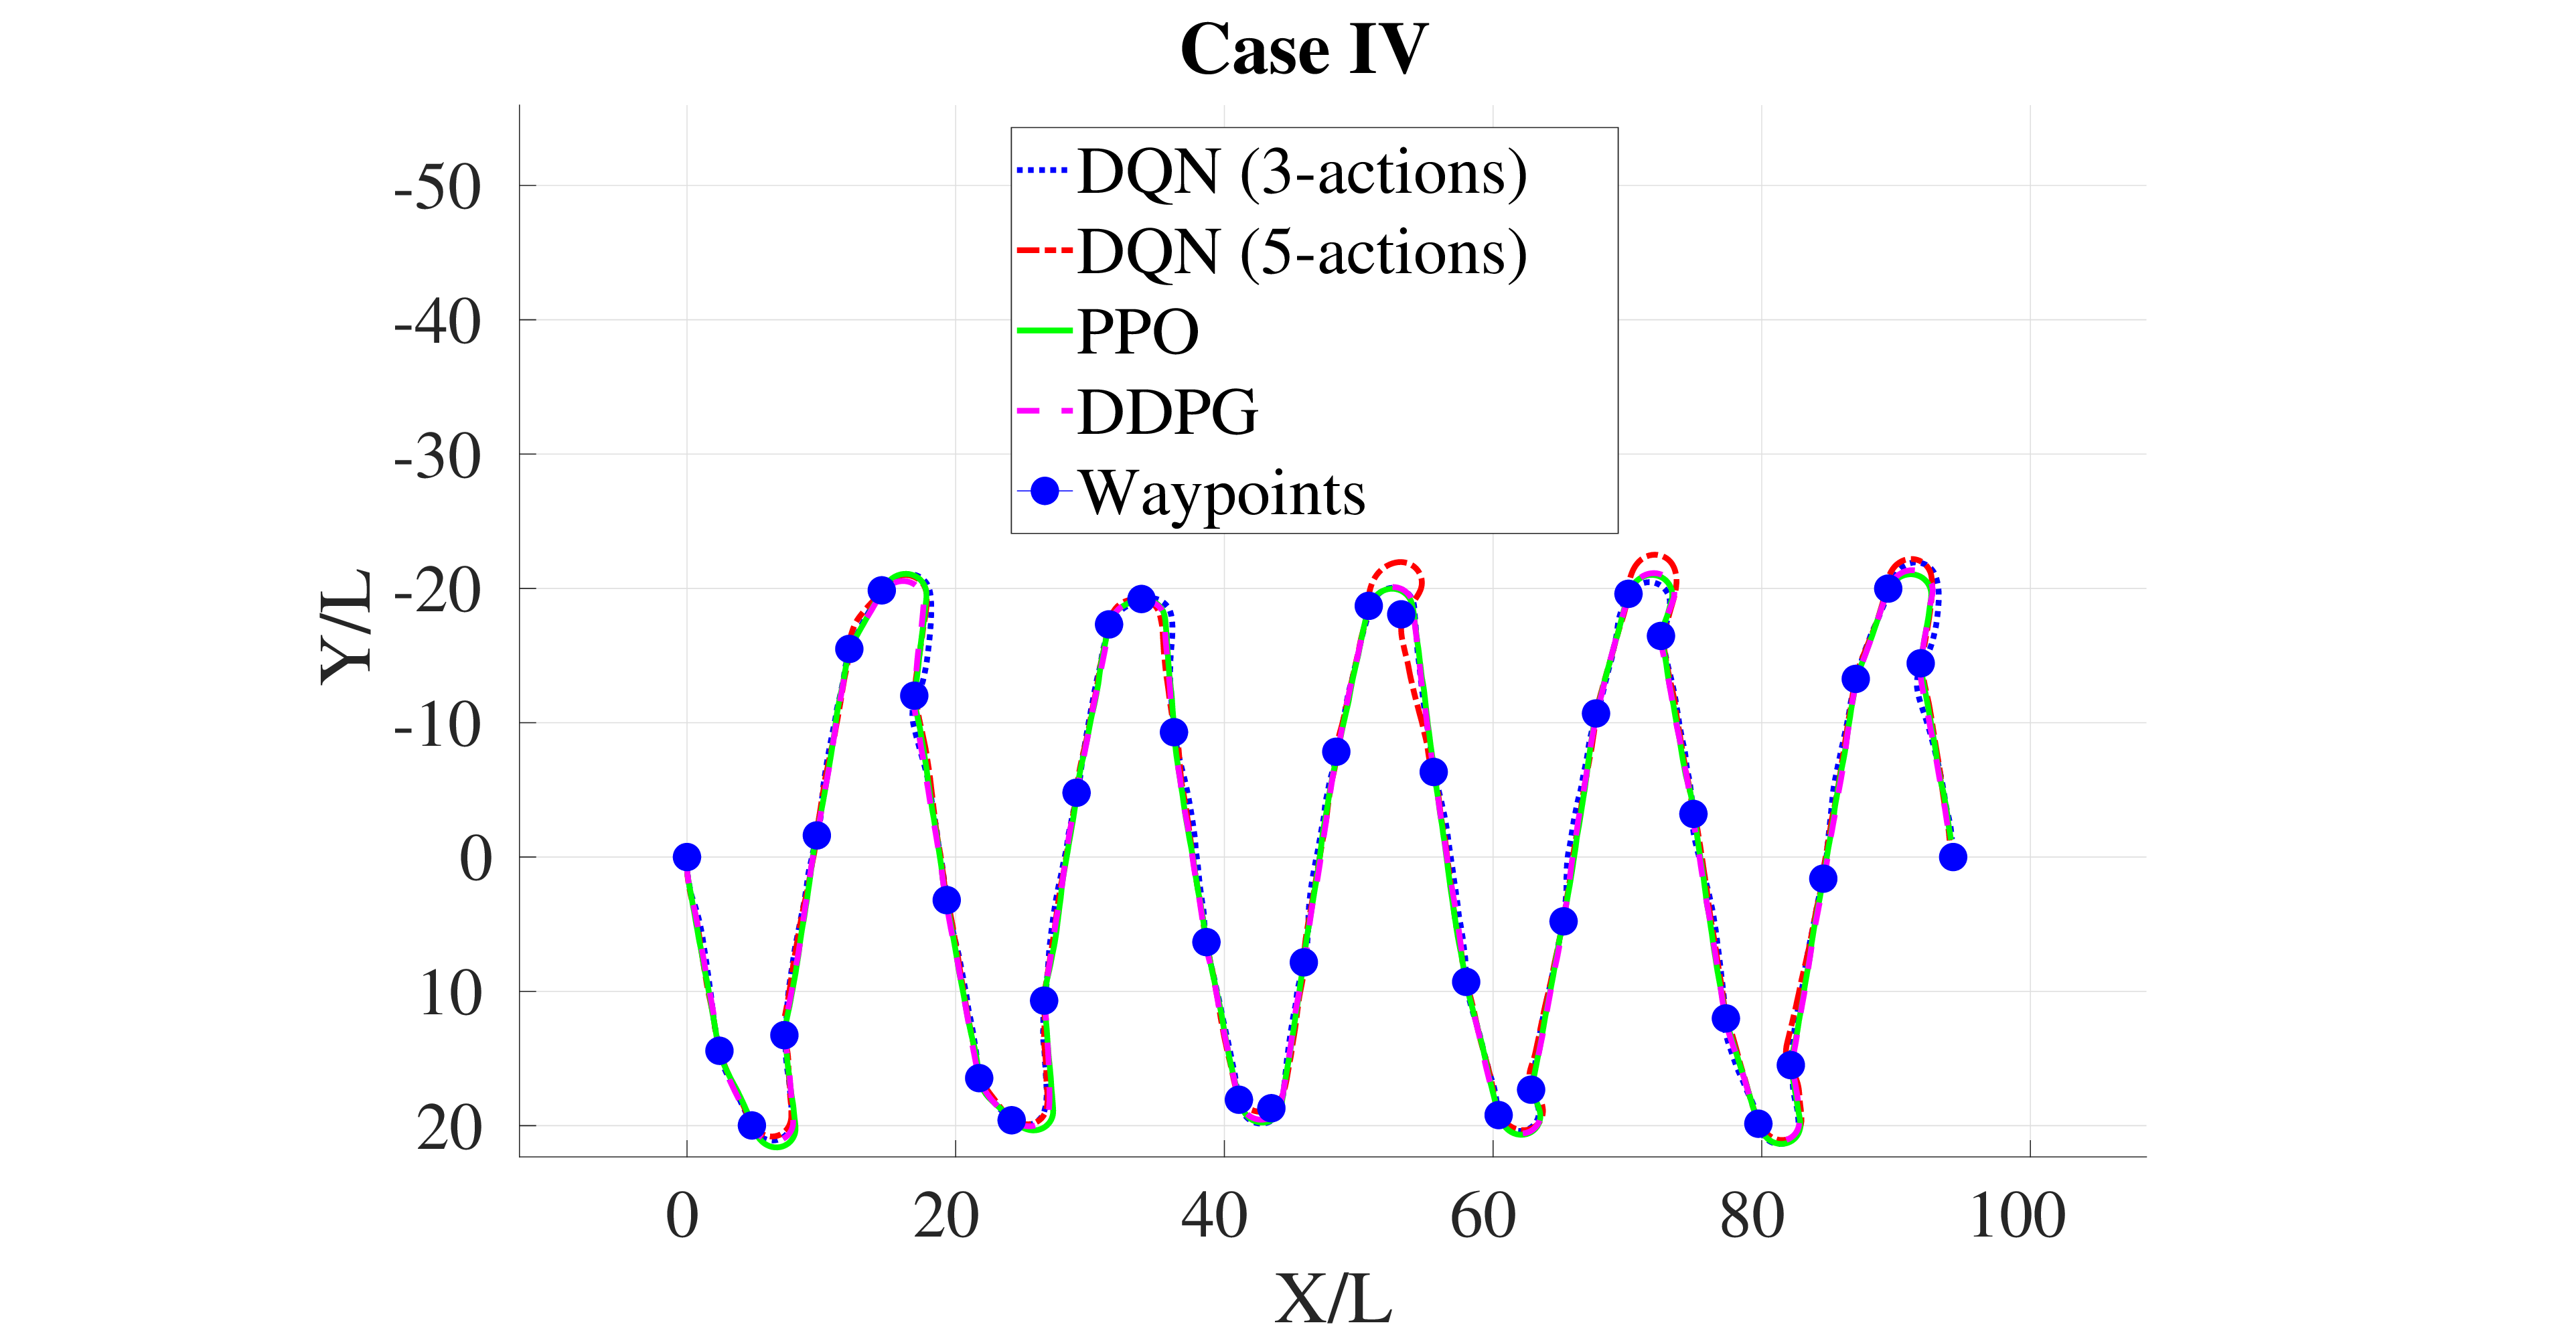 Case IV
DQN (3-actions)
DQN (5-actions)
PPO
DDPG
Waypoints
-50
-40
-30
-20
-10
0
10
20
Y/L
0 20 40 60 80 100
X/L